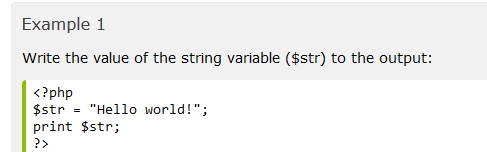 Example 1
Write the value of the string variable ($str) to the output:
<?php
$str = "Hello world!";
print $str;
?>